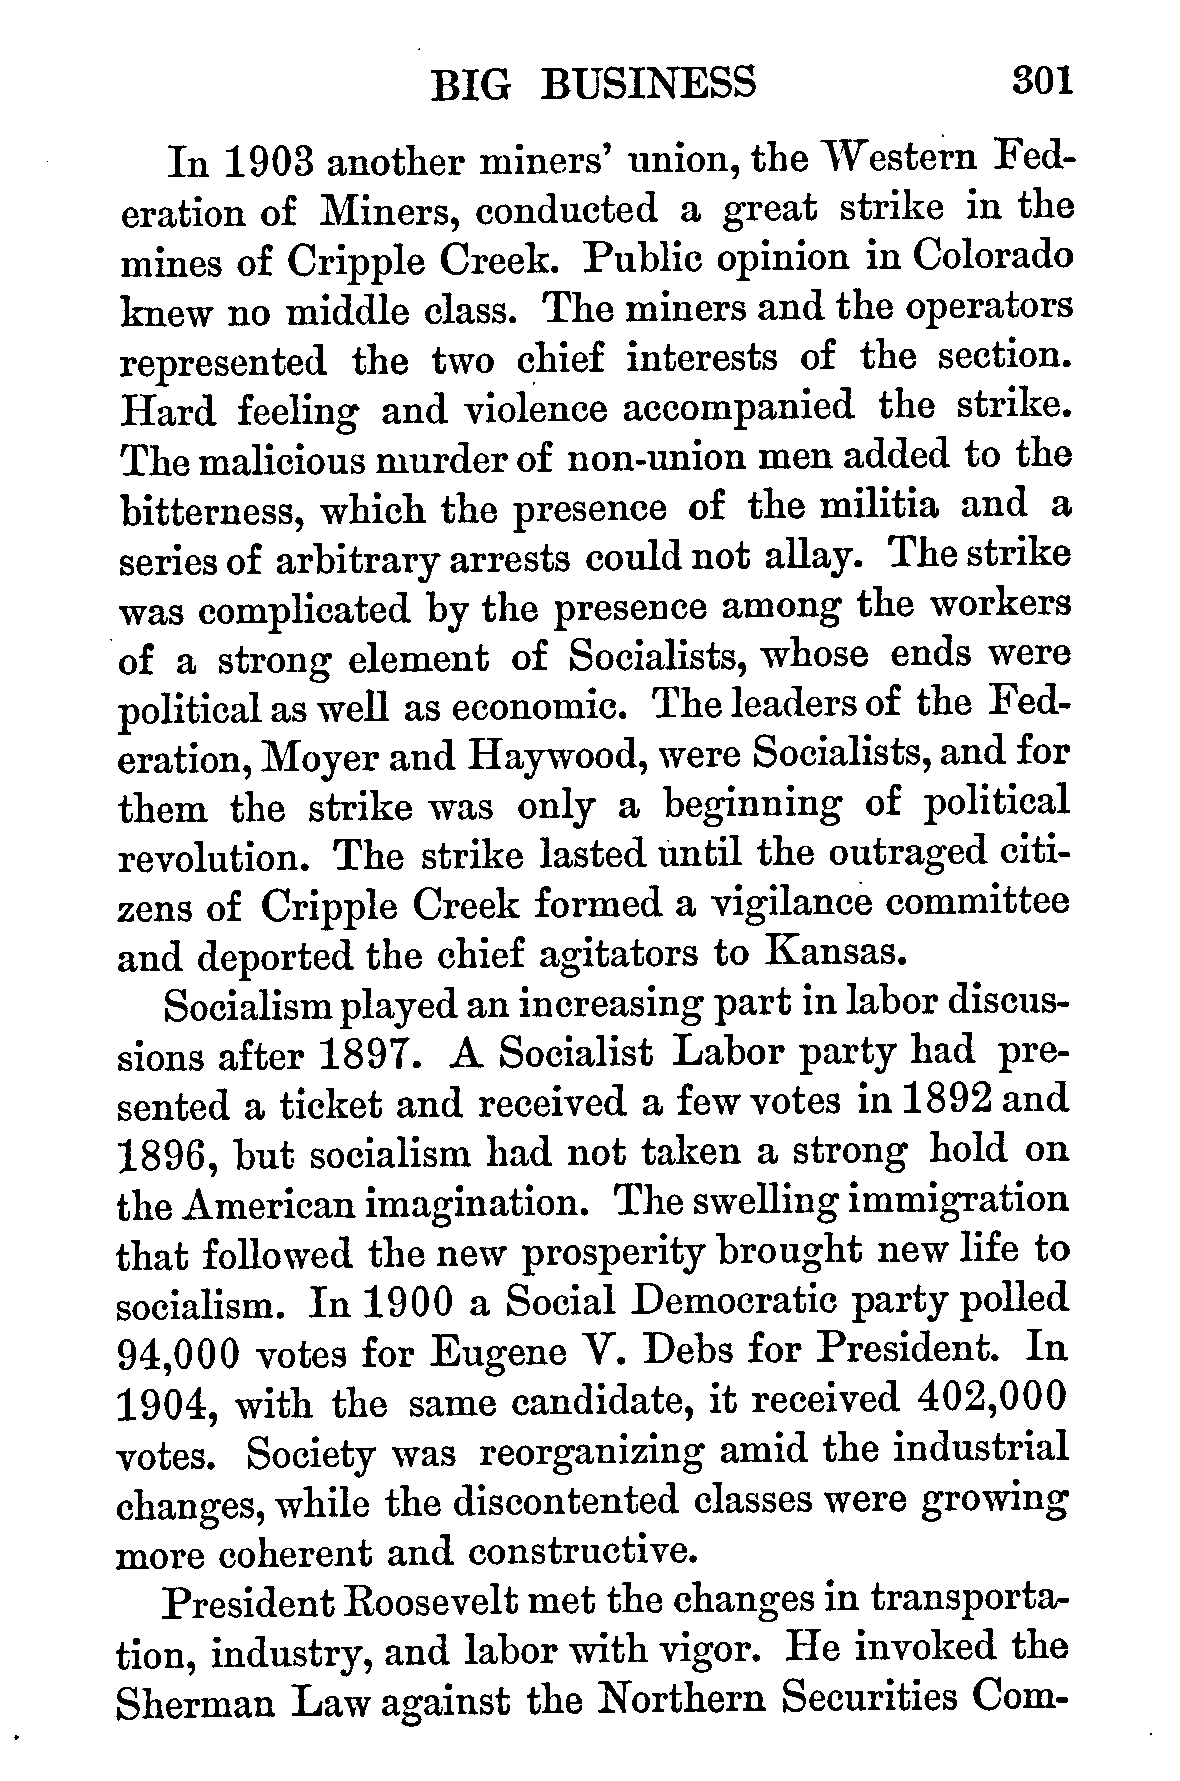 BIG BUSINESS 301
In 1903 another miners' union, the Western Fed-
eration of Miners, conducted a great strike in the
mines of Cripple Creek. Public opinion in Colorado
knew no middle class. The miners and the operators
represented the two chief interests of the section.
Hard feeling and violence accompanied the strike.
The malicious murder of non-union men added to the
bitterness, which the presence of the militia and a
series of arbitrary arrests could not allay. The strike
was complicated by the presence among the workers
of a strong element of Socialists, whose ends were
political as well as economic. The leaders of the Fed-
eration, Moyer and Haywood, were Socialists, and for
them the strike was only a beginning of political
revolution. The strike lasted until the outraged citi-
zens of Cripple Creek formed a vigilance committee
and deported the chief agitators to Kansas.
Socialism played an increasing part in labor discus-
sions after 1897. A Socialist Labor party had pre-
sented a ticket and received a few votes in 1892 and
1896, but socialism had not taken a strong hold on
the American imagination. The swelling immigration
that followed the new prosperity brought new life to
socialism. In 1900 a Social Democratic party polled
94,000 votes for Eugene V. Debs for President. In
1904, with the same candidate, it received 402,000
votes. Society was reorganizing amid the industrial
changes, while the discontented classes were growing
more coherent and constructive.
President Roosevelt met the changes in transporta-
tion, industry, and labor with vigor. He invoked the
Sherman Law against the Northern Securities Com-